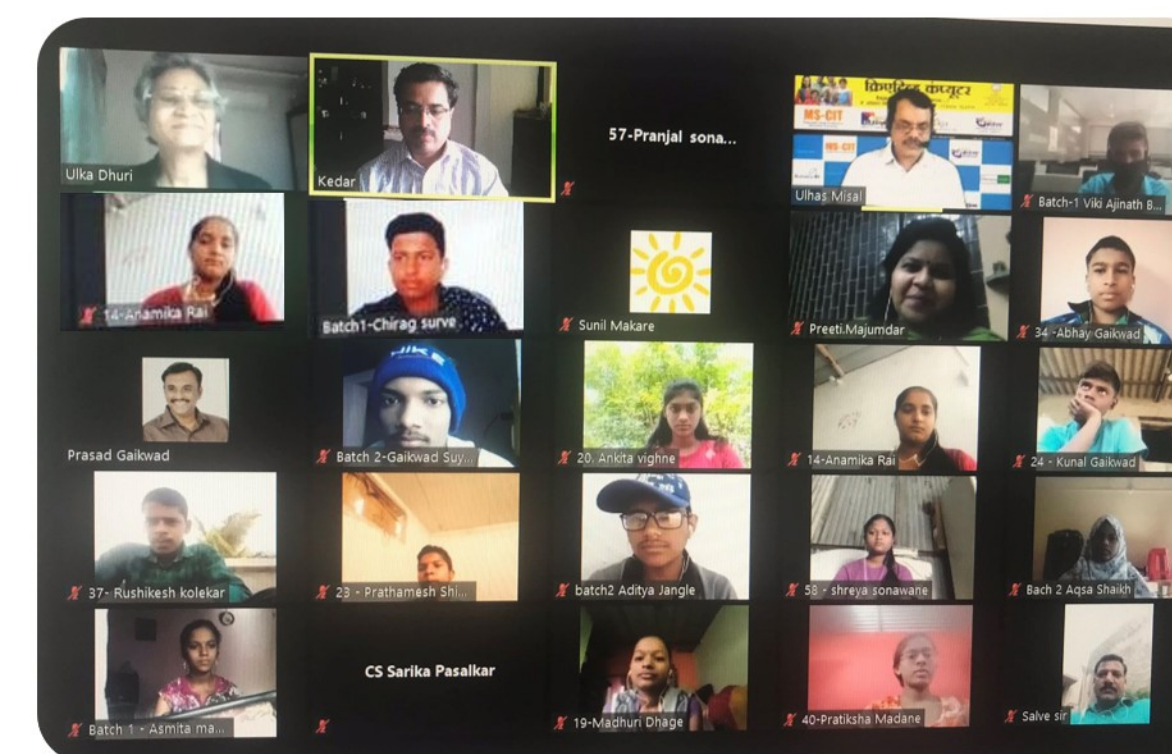 Ulka Dhuri
Kedar
57-Pranjal sona...
क्रिएटिव्ह कंप्यूटर
MS-CIT
MS-CIT
Ulhas Misal
Batch-1 Viki Ajinath B...
14-Anamika Rai
Batch1-Chirag surve
Sunil Makare
Preeti.Majumdar
34 -Abhay Gaikwad
Prasad Gaikwad
NIKE
Batch 2-Gaikwad Suy...
20. Ankita vighne
14-Anamika Rai
24 - Kunal Gaikwad
37- Rushikesh kolekar
23 - Prathamesh Shi...
batch2 Aditya Jangle
58 - shreya sonawane
Bach 2 Aqsa Shaikh
Batch 1 - Asmita ma...
CS Sarika Pasalkar
19-Madhuri Dhage
40-Pratiksha Madane
Salve sir